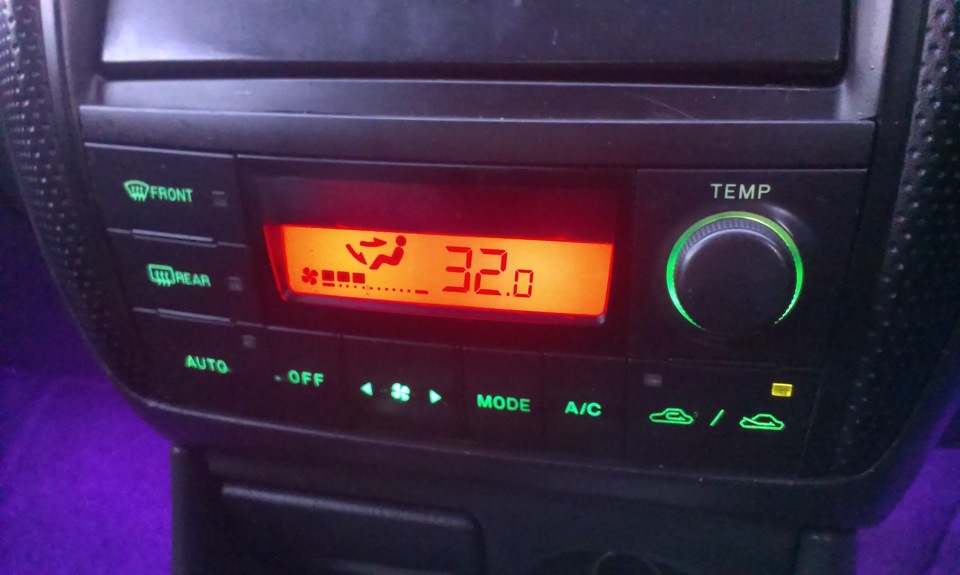 FRONT
REAR
AUTO
OFF
MODE
A/C
32.0
TEMP
/